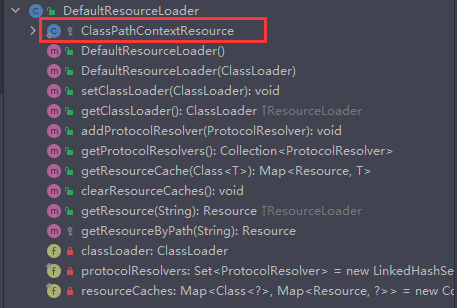 DefaultResourceLoader
ClassPathContextResource
DefaultResourceLoader()
DefaultResourceLoader(ClassLoader)
setClassLoader(ClassLoader): void
getClassLoader(): ClassLoader ↑ResourceLoader
addProtocolResolver(ProtocolResolver): void
getProtocolResolvers(): Collection<ProtocolResolver>
getResourceCache(Class<T>): Map<Resource, T>
clearResourceCaches(): void
getResource(String): Resource ↑ResourceLoader
getResourceByPath(String): Resource
classLoader: ClassLoader
protocolResolvers: Set<ProtocolResolver> = new LinkedHashSe
resourceCaches: Map<Class<?>, Map<Resource, ?>> = new Co